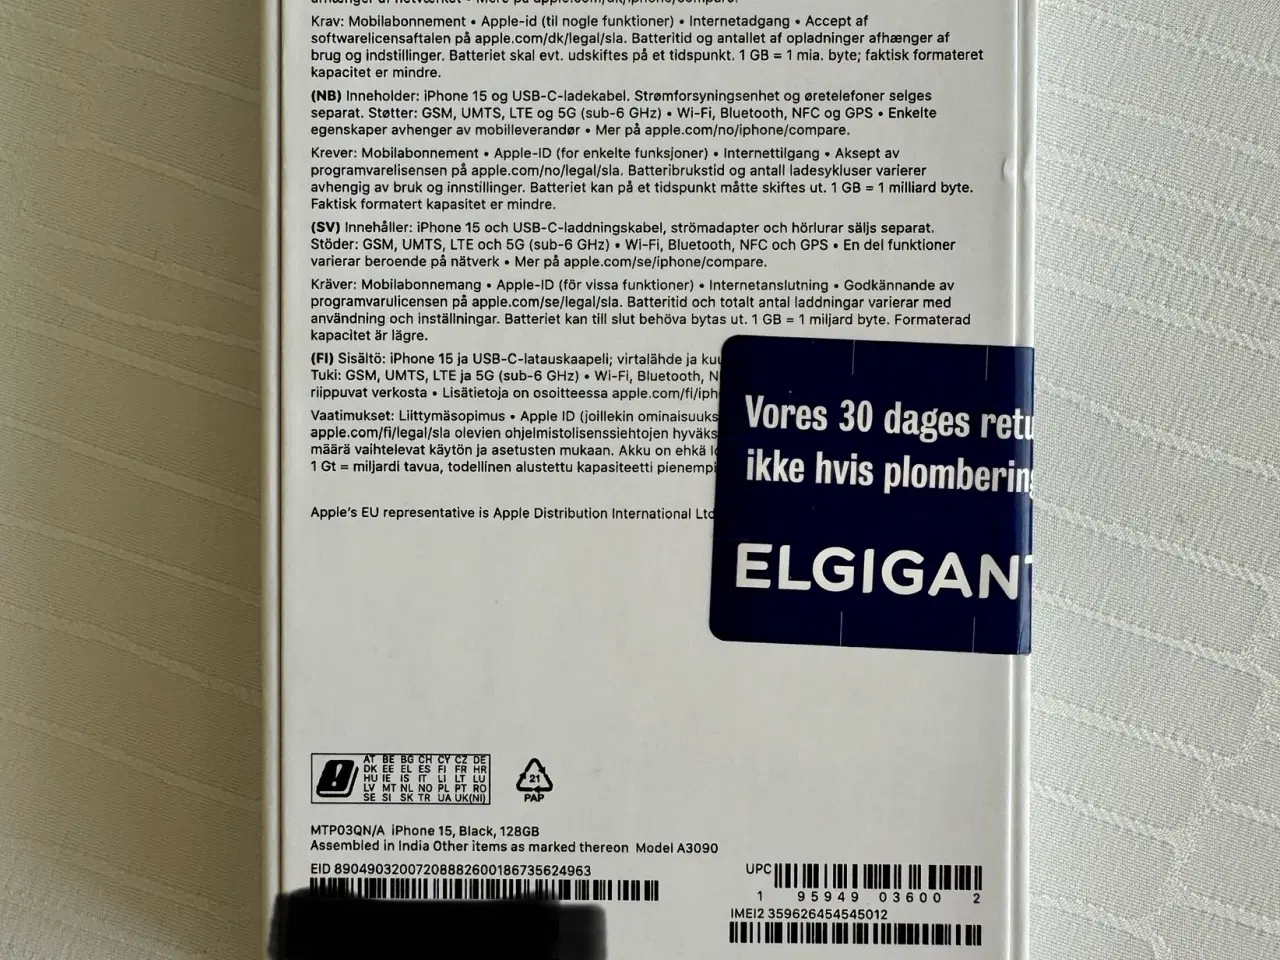 Krav: Mobilabonnement • Apple-id (til nogle funktioner) • Internetadgang • Accept af
softwarelicensaftalen på apple.com/dk/legal/sla. Batteritid og antallet af opladninger afhænger af
brug og indstillinger. Batteriet skal evt. udskiftes på et tidspunkt. 1 GB = 1 mia. byte; faktisk formateret
kapacitet er mindre.
(NB) Inneholder: iPhone 15 og USB-C-ladekabel. Strømforsyningsenhet og øretelefoner selges
separat. Støtter: GSM, UMTS, LTE og 5G (sub-6 GHz) • Wi-Fi, Bluetooth, NFC og GPS • Enkelte
egenskaper avhenger av mobilleverandør • Mer på apple.com/no/iphone/compare.
Krever: Mobilabonnement • Apple-ID (for enkelte funksjoner) • Internettilgang • Aksept av
programvarelisensen på apple.com/no/legal/sla. Batteribrukstid og antall ladesykluser varierer
avhengig av bruk og innstillinger. Batteriet kan på et tidspunkt måtte skiftes ut. 1 GB = 1 milliard byte.
Faktisk formatert kapasitet er mindre.
(SV) Innehåller: iPhone 15 och USB-C-laddningskabel, strömadapter och hörlurar säljs separat.
Stöder: GSM, UMTS, LTE och 5G (sub-6 GHz) • Wi-Fi, Bluetooth, NFC och GPS • En del funktioner
varierar beroende på nätverk • Mer på apple.com/se/iphone/compare.
Kräver: Mobilabonnemang • Apple-ID (för vissa funktioner) • Internetanslutning • Godkännande av
programvarulicensen på apple.com/se/legal/sla. Batteritid och totalt antal laddningar varierar med
användning och inställningar. Batteriet kan till slut behöva bytas ut. 1 GB = 1 miljard byte. Formaterad
kapacitet är lägre.
(FI) Sisältö: iPhone 15 ja USB-C-latauskaapeli; virtalähde ja kuu
Tuki: GSM, UMTS, LTE ja 5G (sub-6 GHz) • Wi-Fi, Bluetooth, N
riippuvat verkosta • Lisätietoja on osoitteessa apple.com/fi/iph
Vaatimukset: Liittymäsopimus • Apple ID (joillekin ominaisuuks
apple.com/fi/legal/sla olevien ohjelmistolisenssiehtojen hyväks
määrä vaihtelevat käytön ja asetusten mukaan. Akku on ehkä
1 Gt = miljardi tavua, todellinen alustettu kapasiteetti pienempi
Vores 30 dages retu
ikke hvis plombering
ELGIGANT
Apple's EU representative is Apple Distribution International Ltd
AT BE BG CH CY CZ DE
DK EE EL ES FI FR HR
HU IE IS IT LI LT LU
LV MT NL NO PL PT RO
SE SI SK TR UA UK(NI)
21
PAP
MTP03QN/A iPhone 15, Black, 128GB
Assembled in India Other items as marked thereon Model A3090
EID 89049032007208882600186735624963
UPC
1 95949 03600 2
IMEI2 359626454545012